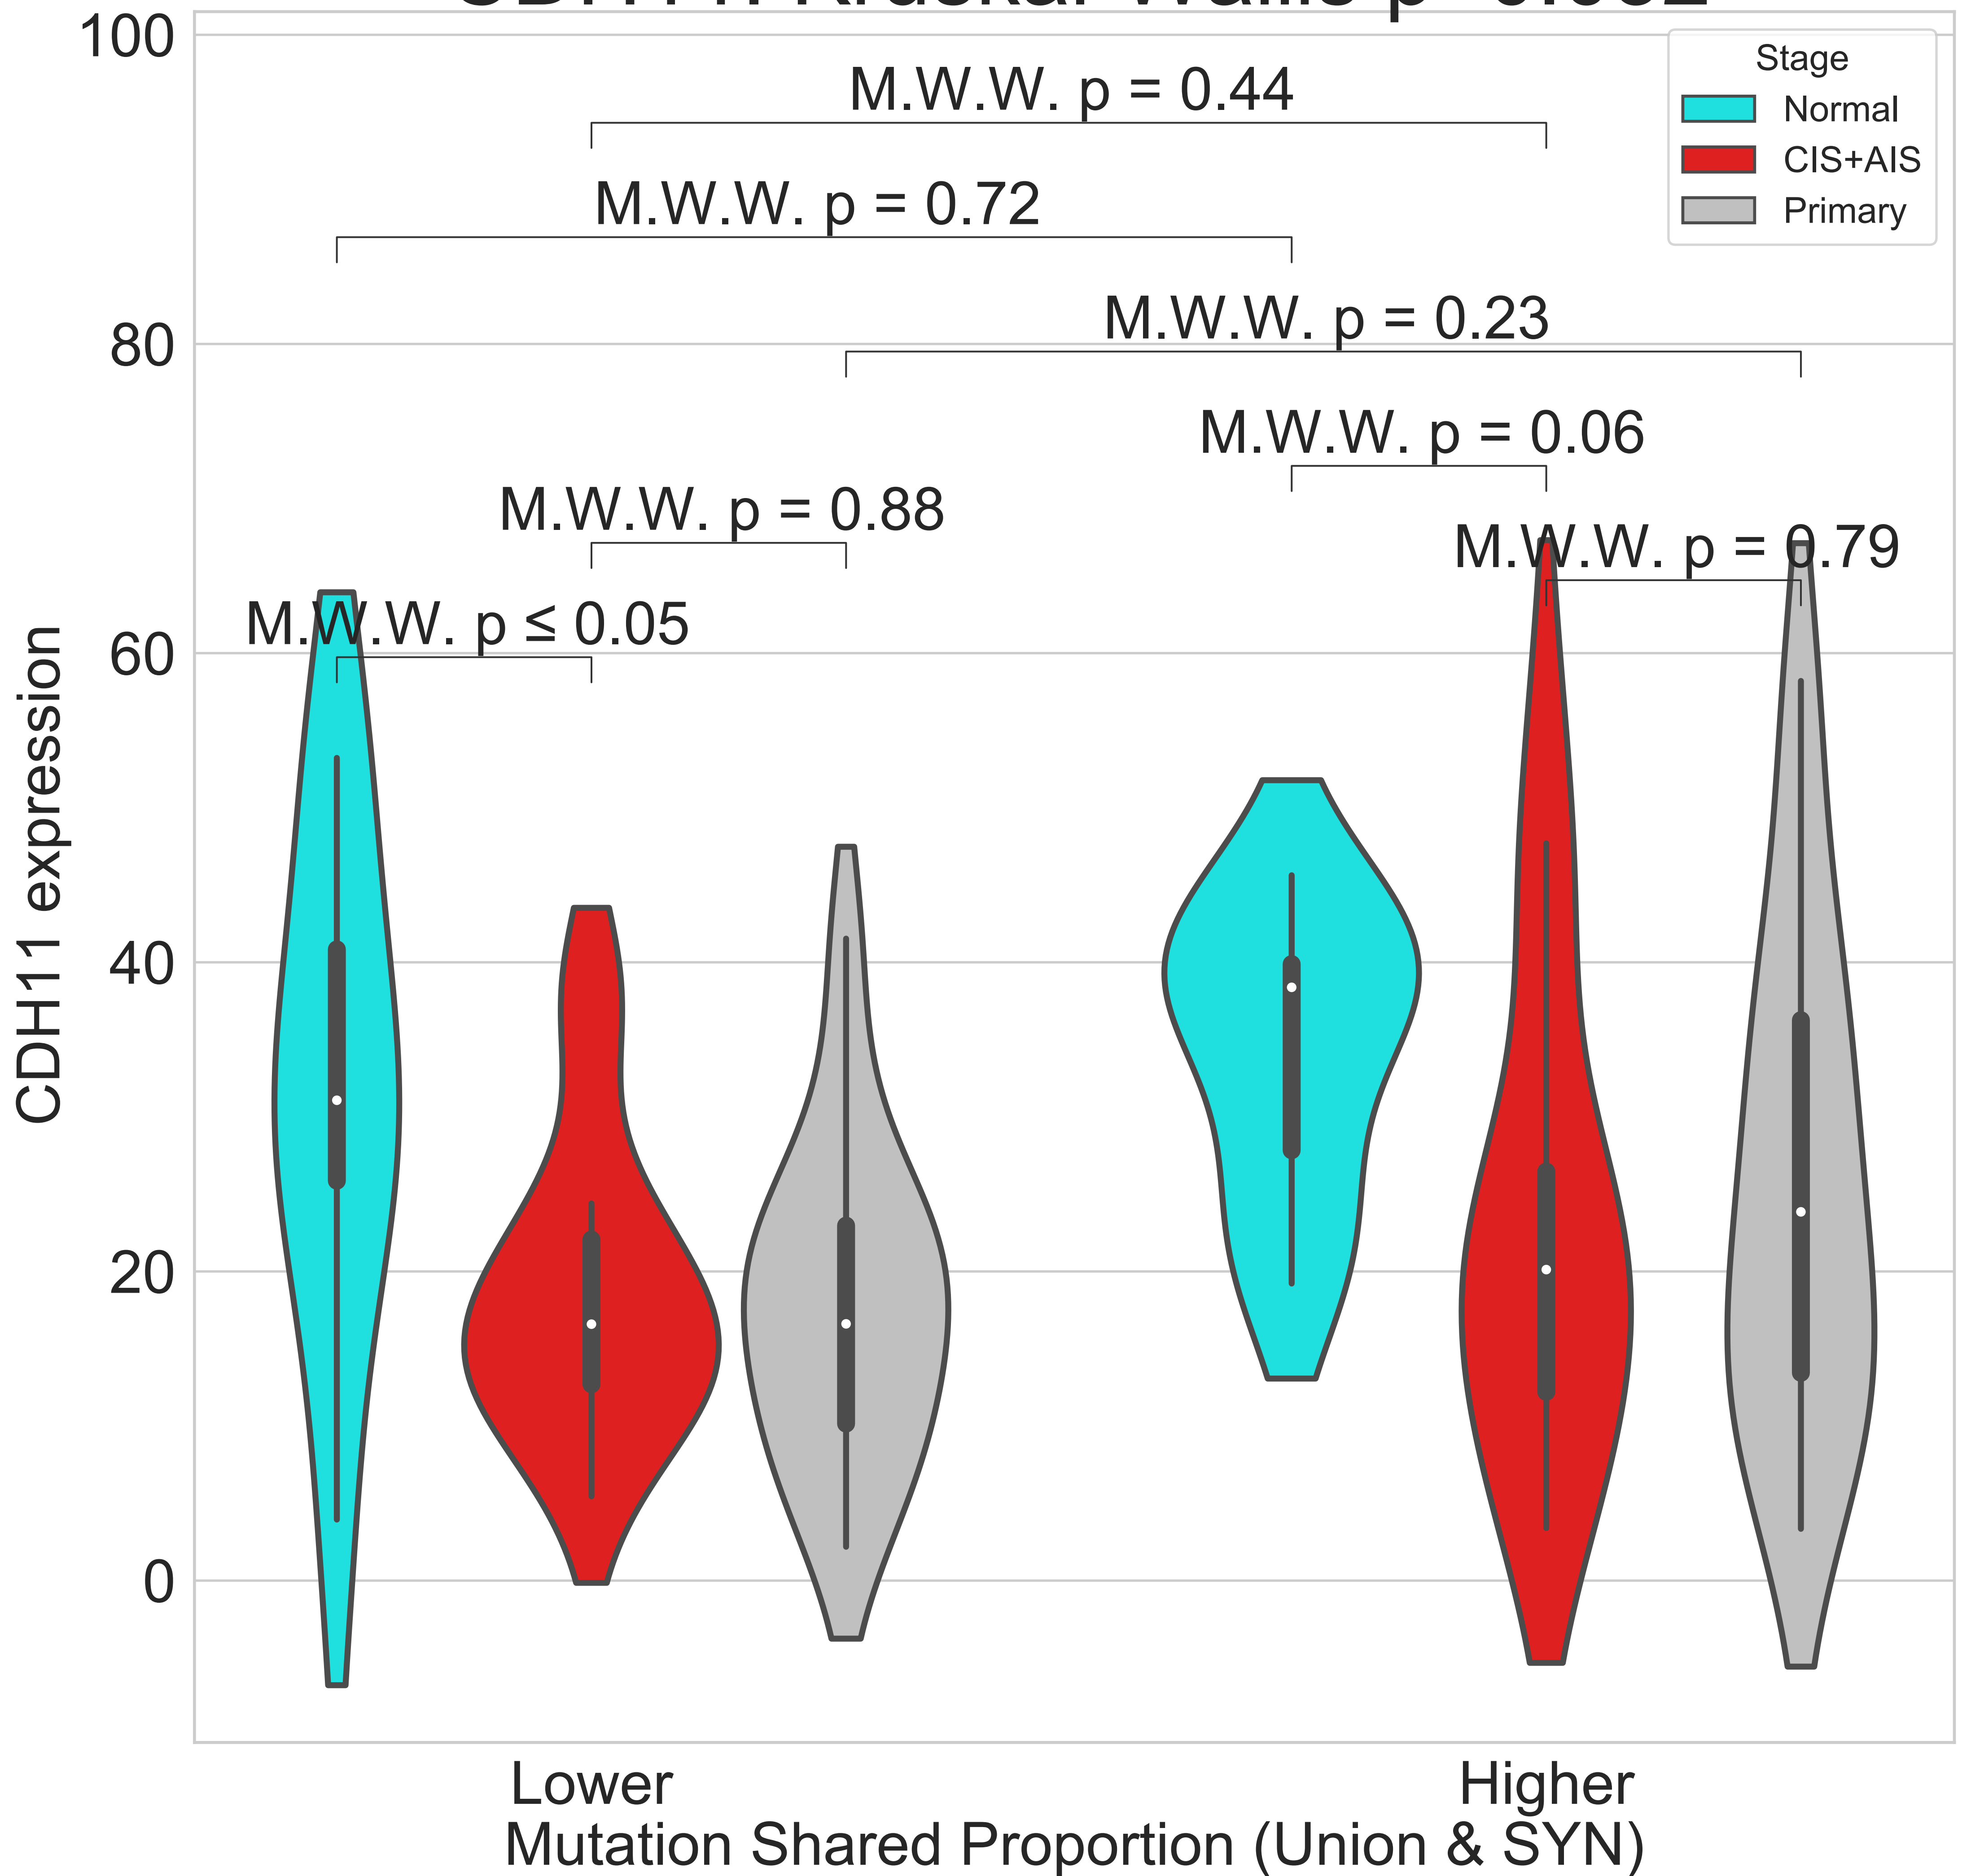 100
M.W.W. p = 0.44
Stage
Normal
CIS+AIS
Primary
M.W.W. p = 0.72
M.W.W. p = 0.23
80
M.W.W. p = 0.06
M.W.W. p = 0.88
M.W.W. p = 0.79
M.W.W. p ≤ 0.05
60
CDH11 expression
40
20
0
Lower
Higher
Mutation Shared Proportion (Union & SYN)